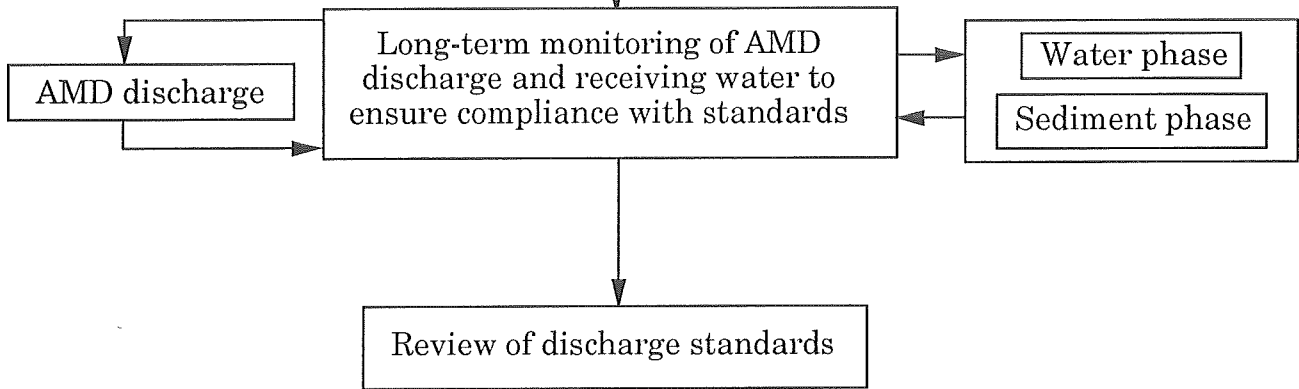 AMD discharge
Long-term monitoring of AMD
discharge and receiving water to
ensure compliance with standards
Water phase
Sediment phase
Review of discharge standards